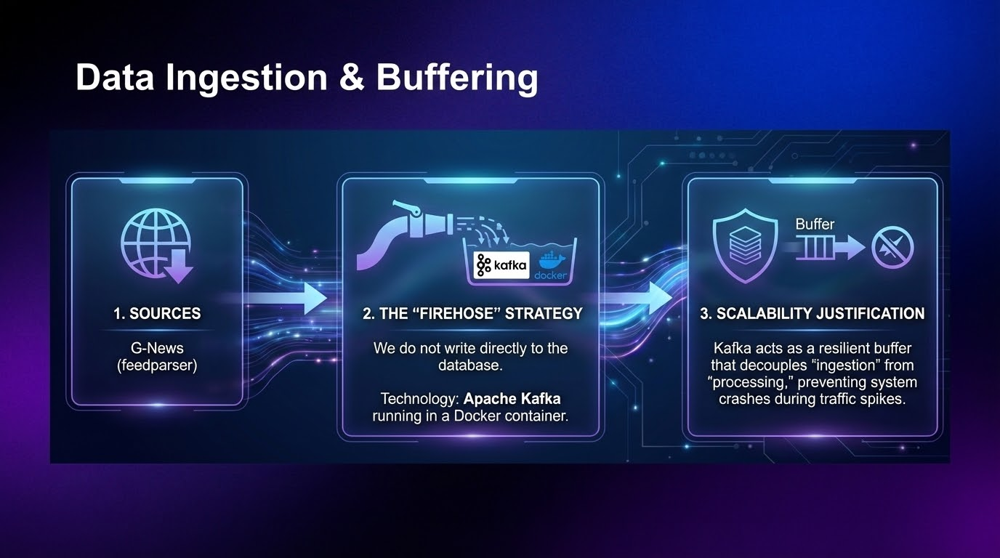 Data Ingestion & Buffering
1. SOURCES
G-News
(feedparser)
kafka
docker
2. THE “FIREHOSE” STRATEGY
We do not write directly to the
database.
Technology: Apache Kafka
running in a Docker container.
Buffer
3. SCALABILITY JUSTIFICATION
Kafka acts as a resilient buffer
that decouples “ingestion” from
“processing,” preventing system
crashes during traffic spikes.